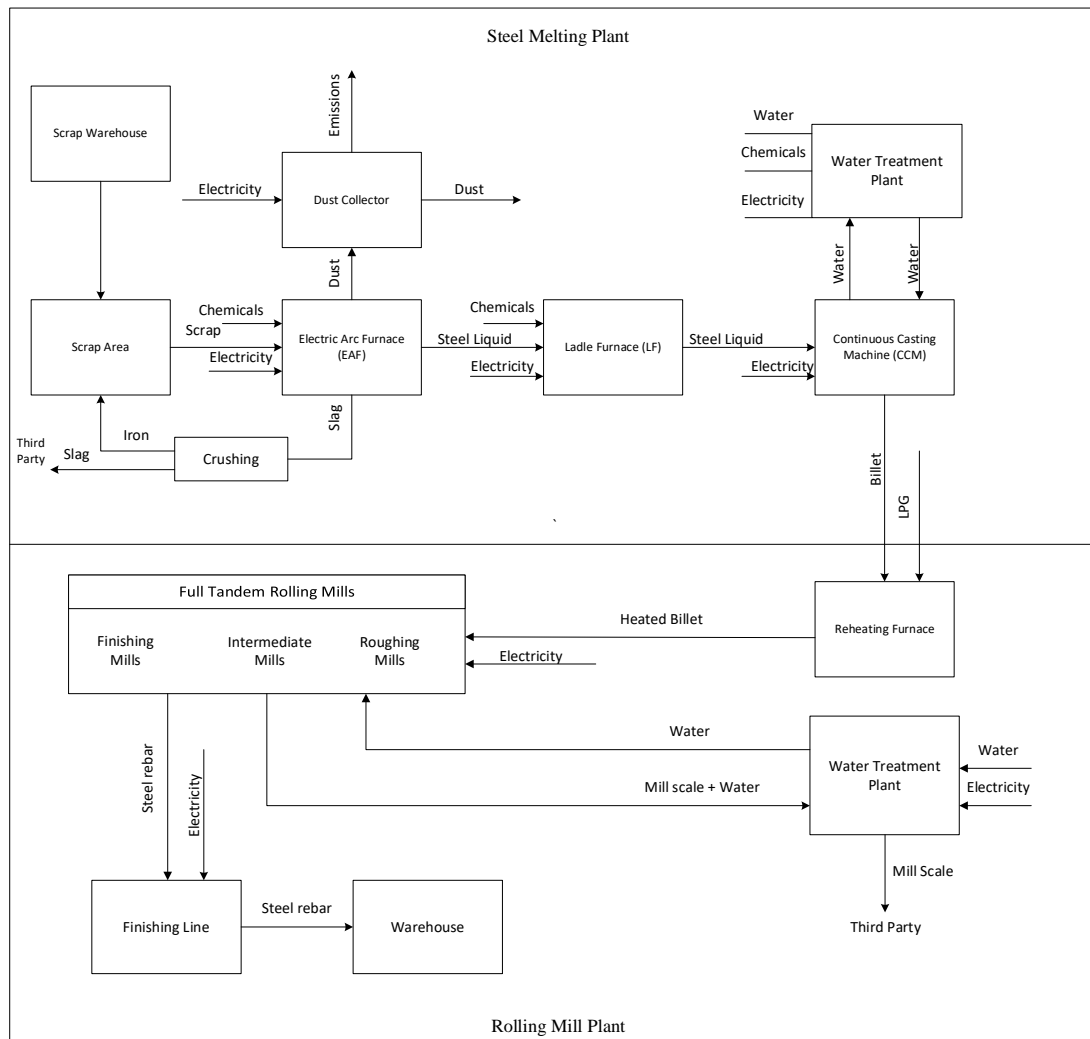 Steel Melting Plant
Scrap Warehouse
Emissions
Electricity
Dust Collector
Dust
Water
Chemicals
Electricity
Water Treatment
Plant
Dust
Water
Water
Scrap Area
Chemicals
Scrap
Electricity
Electric Arc Furnace
(EAF)
Steel Liquid
Chemicals
Electricity
Ladle Furnace (LF)
Steel Liquid
Electricity
Continuous Casting
Machine (CCM)
Slag
Iron
Third
Party
Slag
Crushing
Billet
LPG
`
Full Tandem Rolling Mills
Finishing
Mills
Intermediate
Mills
Roughing
Mills
Heated Billet
Electricity
Reheating Furnace
Water
Mill scale + Water
Water Treatment
Plant
Water
Electricity
Steel rebar
Electricity
Mill Scale
Third Party
Finishing Line
Steel rebar
Warehouse
Rolling Mill Plant